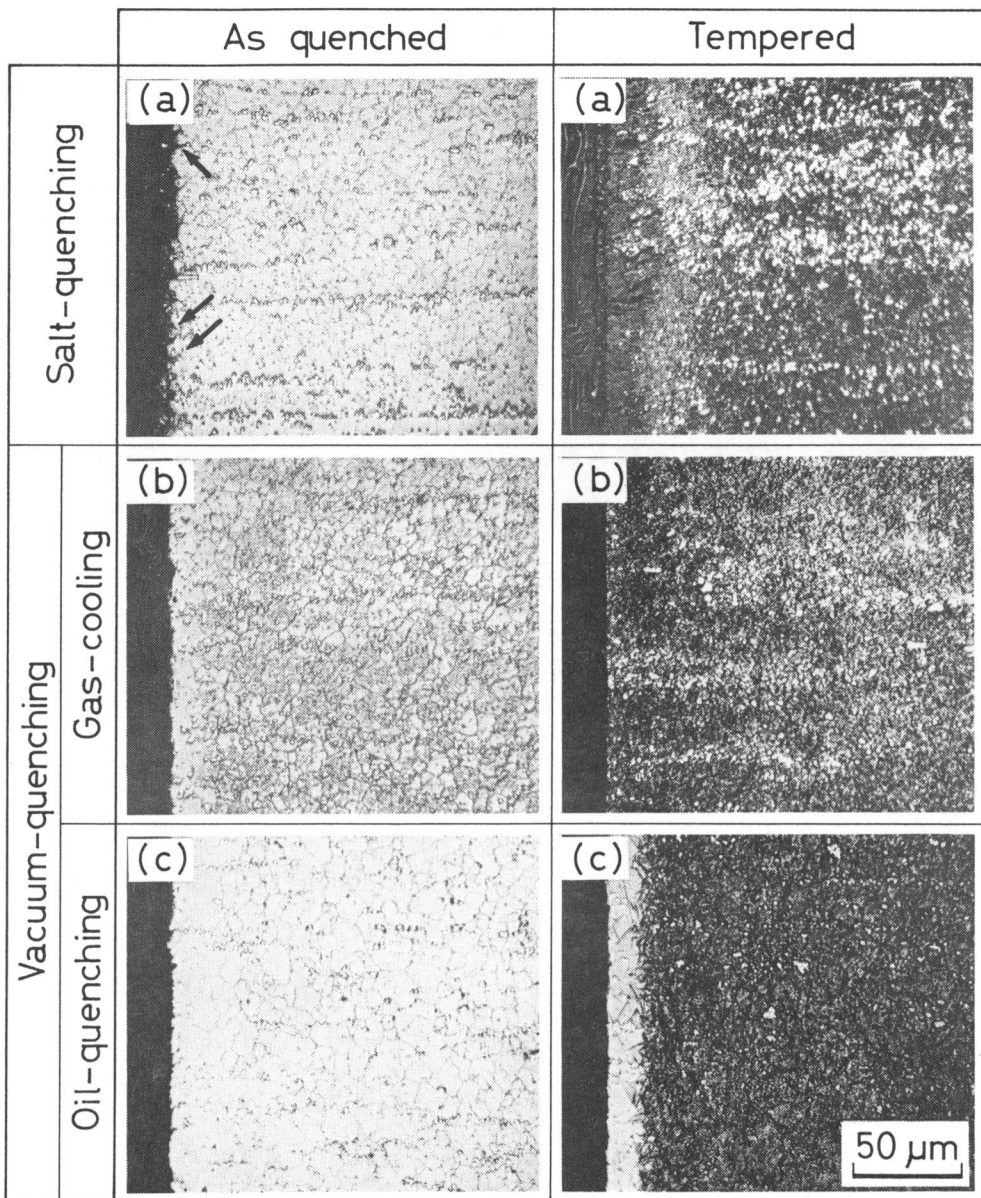 As quenched
Tempered
Salt-quenching
(a)
(a)
Vacuum-quenching
Gas-cooling
(b)
(b)
Oil-quenching
(c)
(c)
50 µm